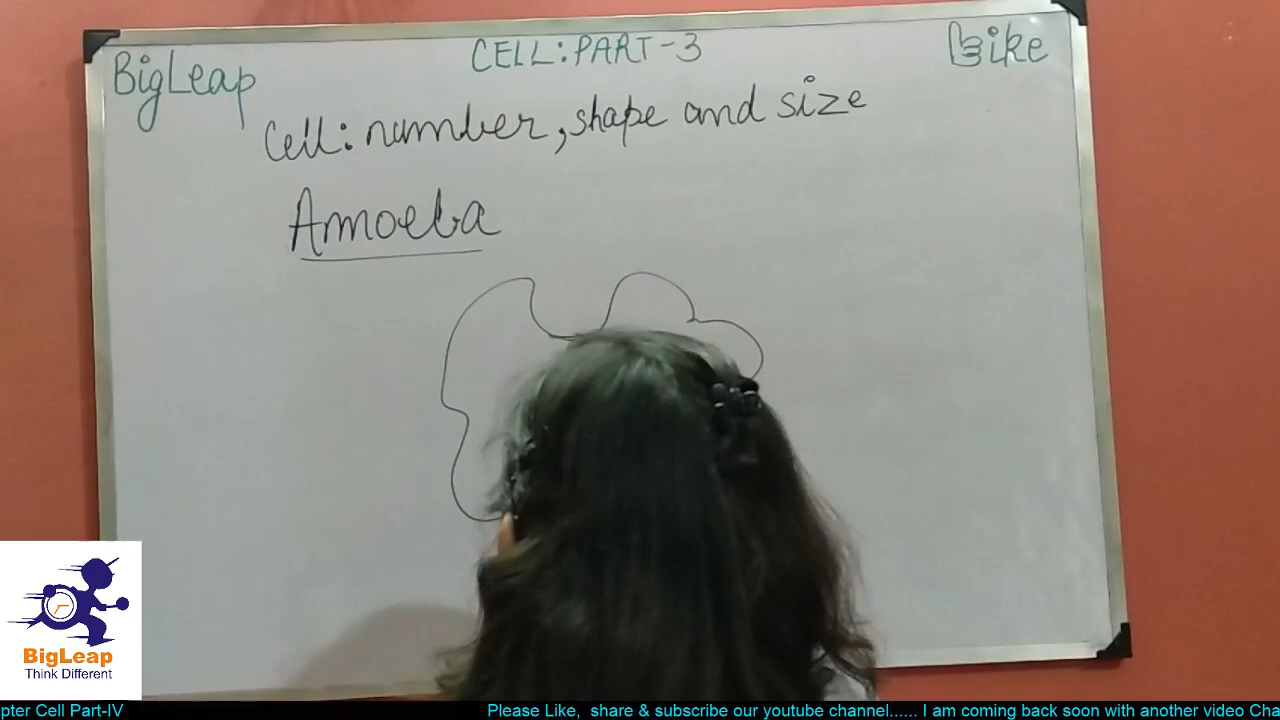 BigLeap
CELL: PART-3
Like
Cell: number, shape and size
Amoeba
BigLeap
Think Different
pter Cell Part-IV
Please Like, share & subscribe our youtube channel...... I am coming back soon with another video Cha